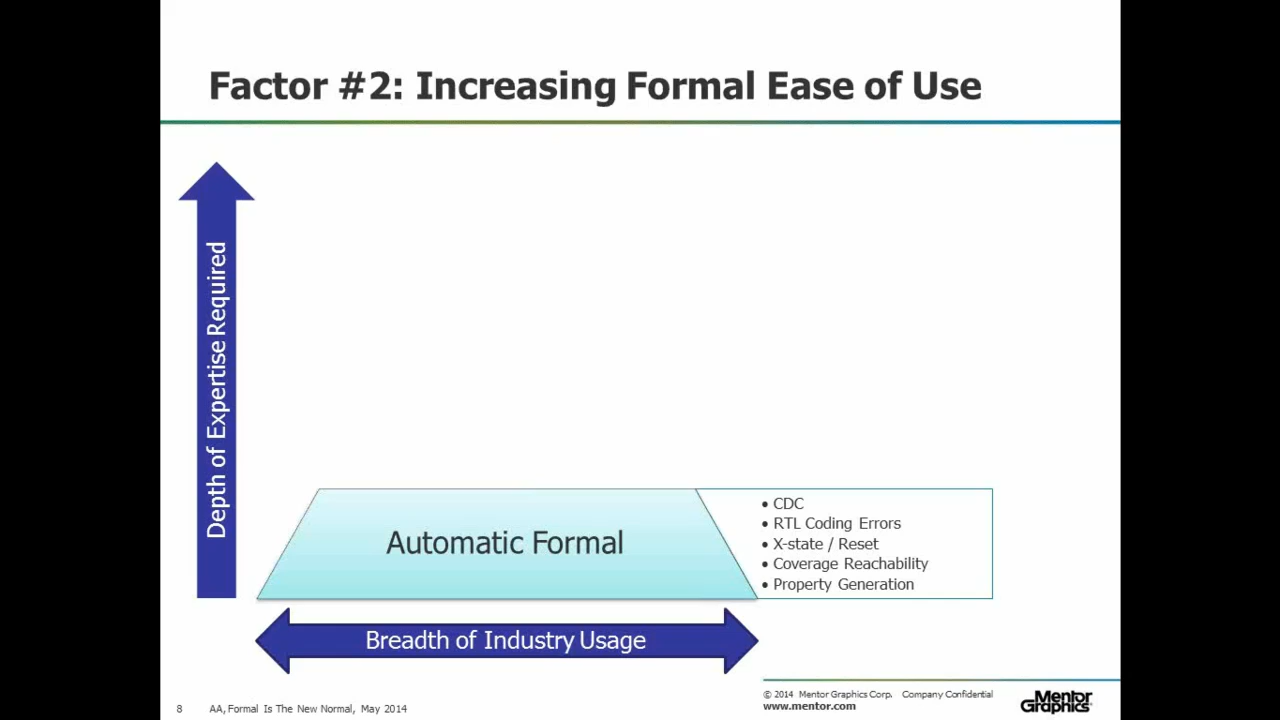 Factor #2: Increasing Formal Ease of Use
Depth of Expertise Required
Automatic Formal
• CDC
• RTL Coding Errors
• X-state / Reset
• Coverage Reachability
• Property Generation
Breadth of Industry Usage
8 AA, Formal Is The New Normal, May 2014
© 2014 Mentor Graphics Corp. Company Confidential
www.mentor.com
Mentor
Graphics